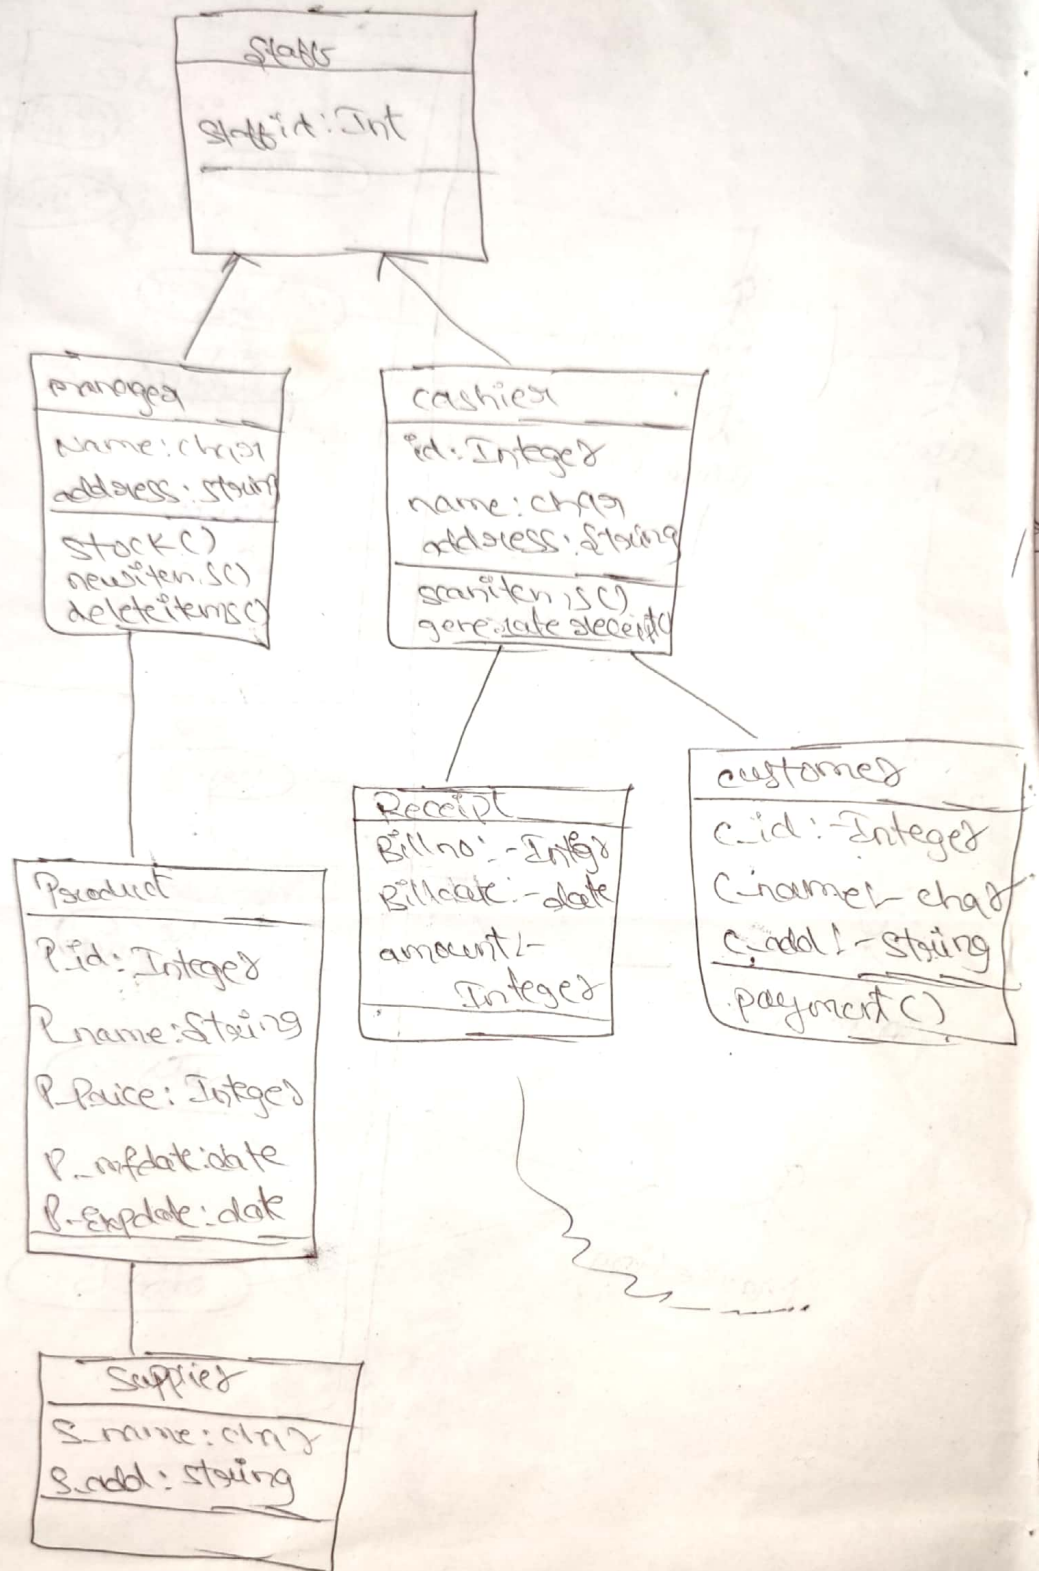 Staff
Staffid: Int
manager
Name: char
address: String
stock()
newitems()
deleteitems()
cashier
id: Integer
name: char
address: String
scanitems()
generate receipt()
Receipt
Billno:-Integr
Billdate:-date
amount:-
Integer
customer
c_id:-Integer
C_name:- char
c_add:-String
payment()
Product
P_id: Integer
P_name: String
P_Price: Integer
P_mfdate: date
P_Expdate: date
Supplier
S_name: char
S_add: String